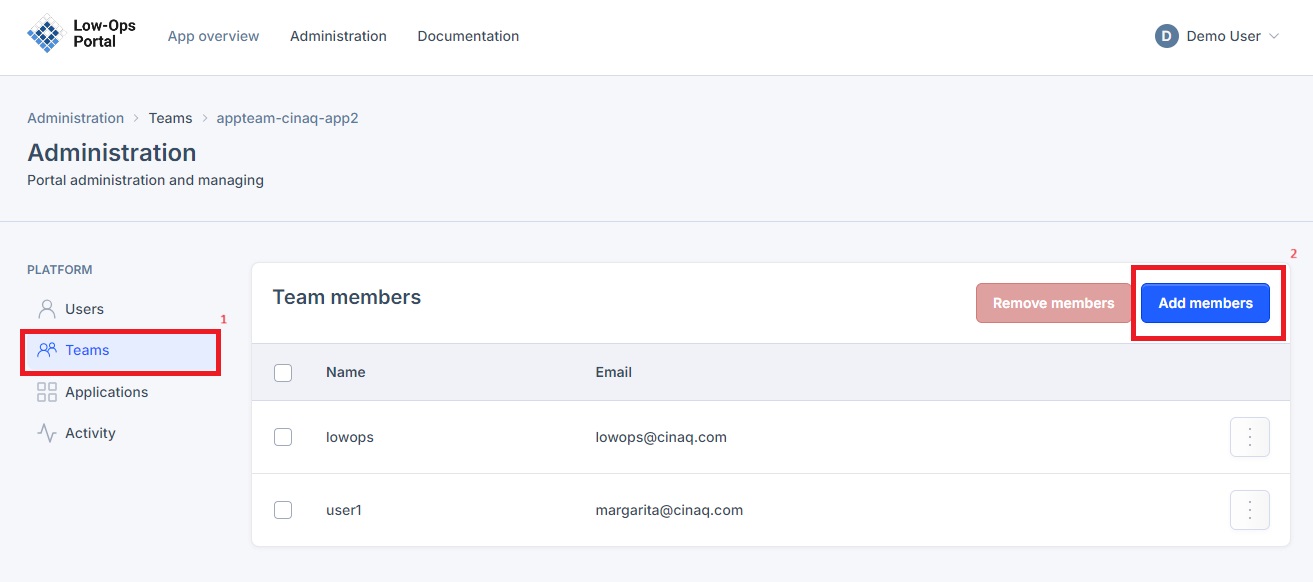 Low-Ops
Portal
App overview
Administration
Documentation
D
Demo User
Administration > Teams > appteam-cinaq-app2
Administration
Portal administration and managing
PLATFORM
Users
1
Teams
Applications
Activity
2
Team members
Remove members
Add members
Name Email
lowops lowops@cinaq.com
user1 margarita@cinaq.com